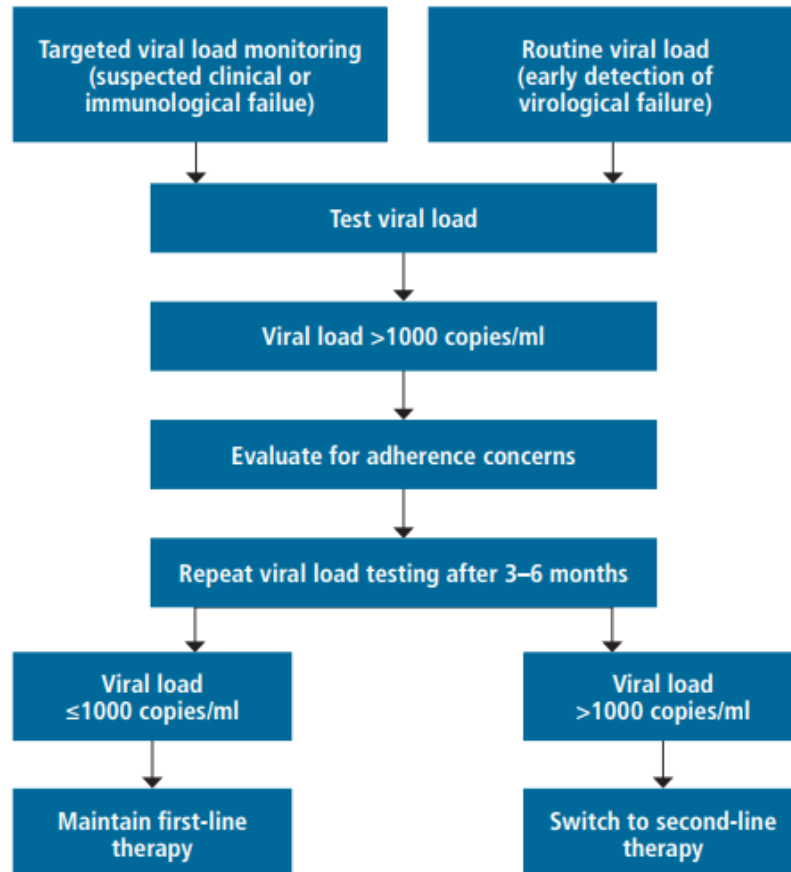 Targeted viral load monitoring
(suspected clinical or
immunological failue)
Routine viral load
(early detection of
virological failure)
Test viral load
Viral load >1000 copies/ml
Evaluate for adherence concerns
Repeat viral load testing after 3–6 months
Viral load
≤1000 copies/ml
Viral load
>1000 copies/ml
Maintain first-line
therapy
Switch to second-line
therapy